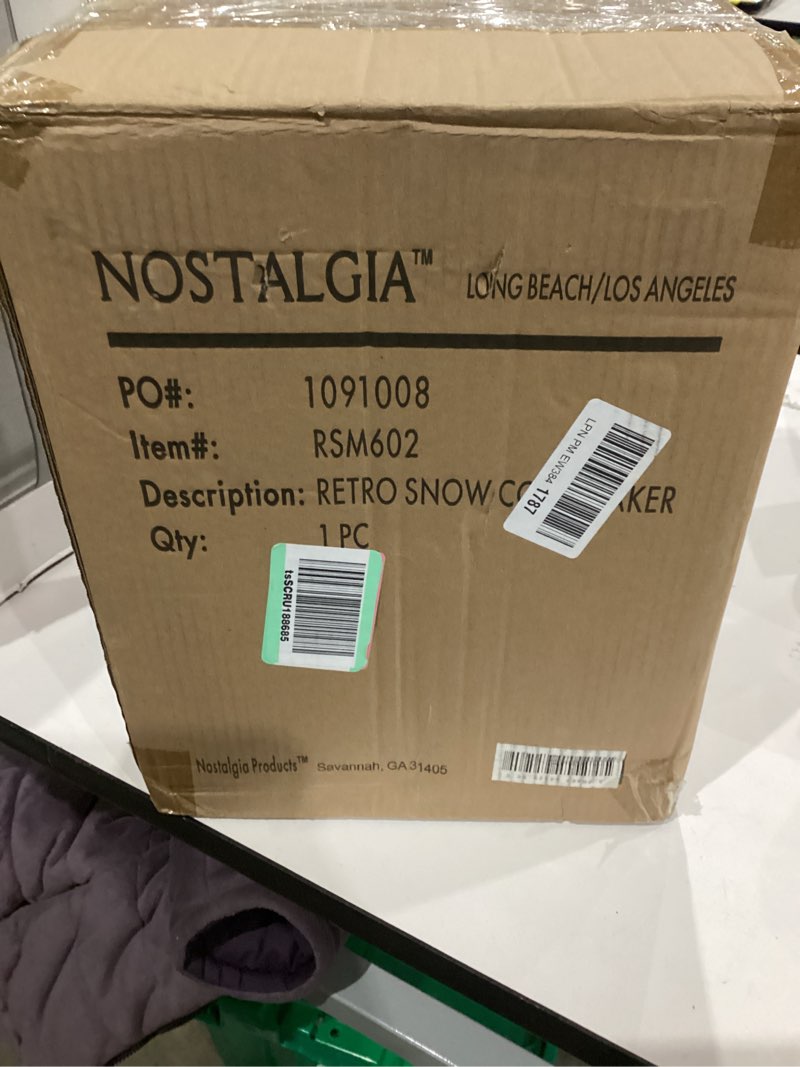 NOSTALGIA™ LONG BEACH/LOS ANGELES
PO#: 1091008
Item#: RSM602
Description: RETRO SNOW CO AKER
LPN PM EW384 1787
Qty: 1 PC
tsSCRU188685
Nostalgia Products™ Savannah, GA 31405